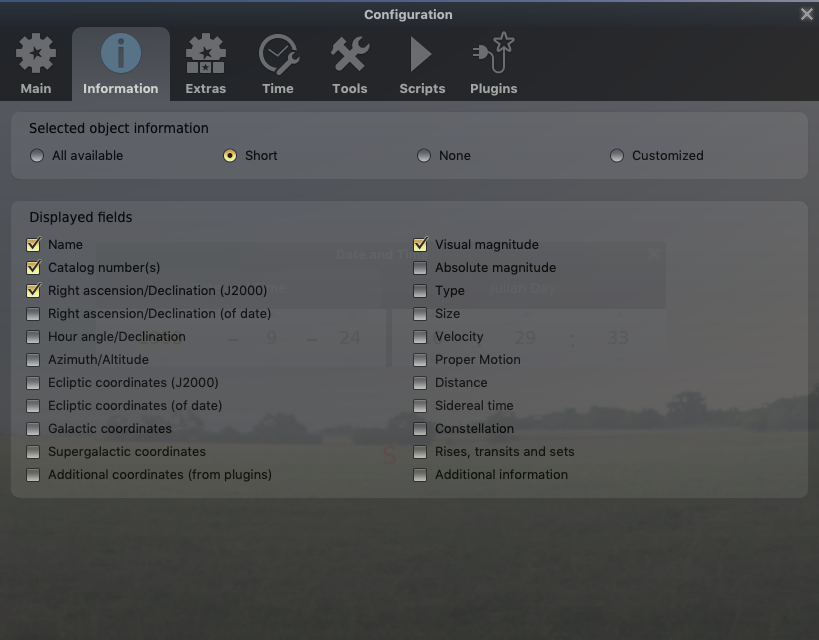 Configuration
Main Information Extras Time Tools Scripts Plugins
Selected object information
All available Short None Customized
Displayed fields
Name
Catalog number(s)
Right ascension/Declination (J2000)
Right ascension/Declination (of date)
Hour angle/Declination
Azimuth/Altitude
Ecliptic coordinates (J2000)
Ecliptic coordinates (of date)
Galactic coordinates
Supergalactic coordinates
Additional coordinates (from plugins)
Visual magnitude
Absolute magnitude
Type
Size
Velocity
Proper Motion
Distance
Sidereal time
Constellation
Rises, transits and sets
Additional information
Date and Time
Julian Day
– 9 – 24
29 : 33
S